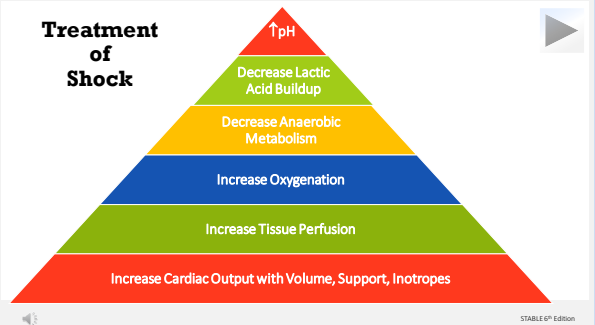 Treatment
of
Shock
↑pH
Decrease Lactic
Acid Buildup
Decrease Anaerobic
Metabolism
Increase Oxygenation
Increase Tissue Perfusion
Increase Cardiac Output with Volume, Support, Inotropes
STABLE 6th Edition